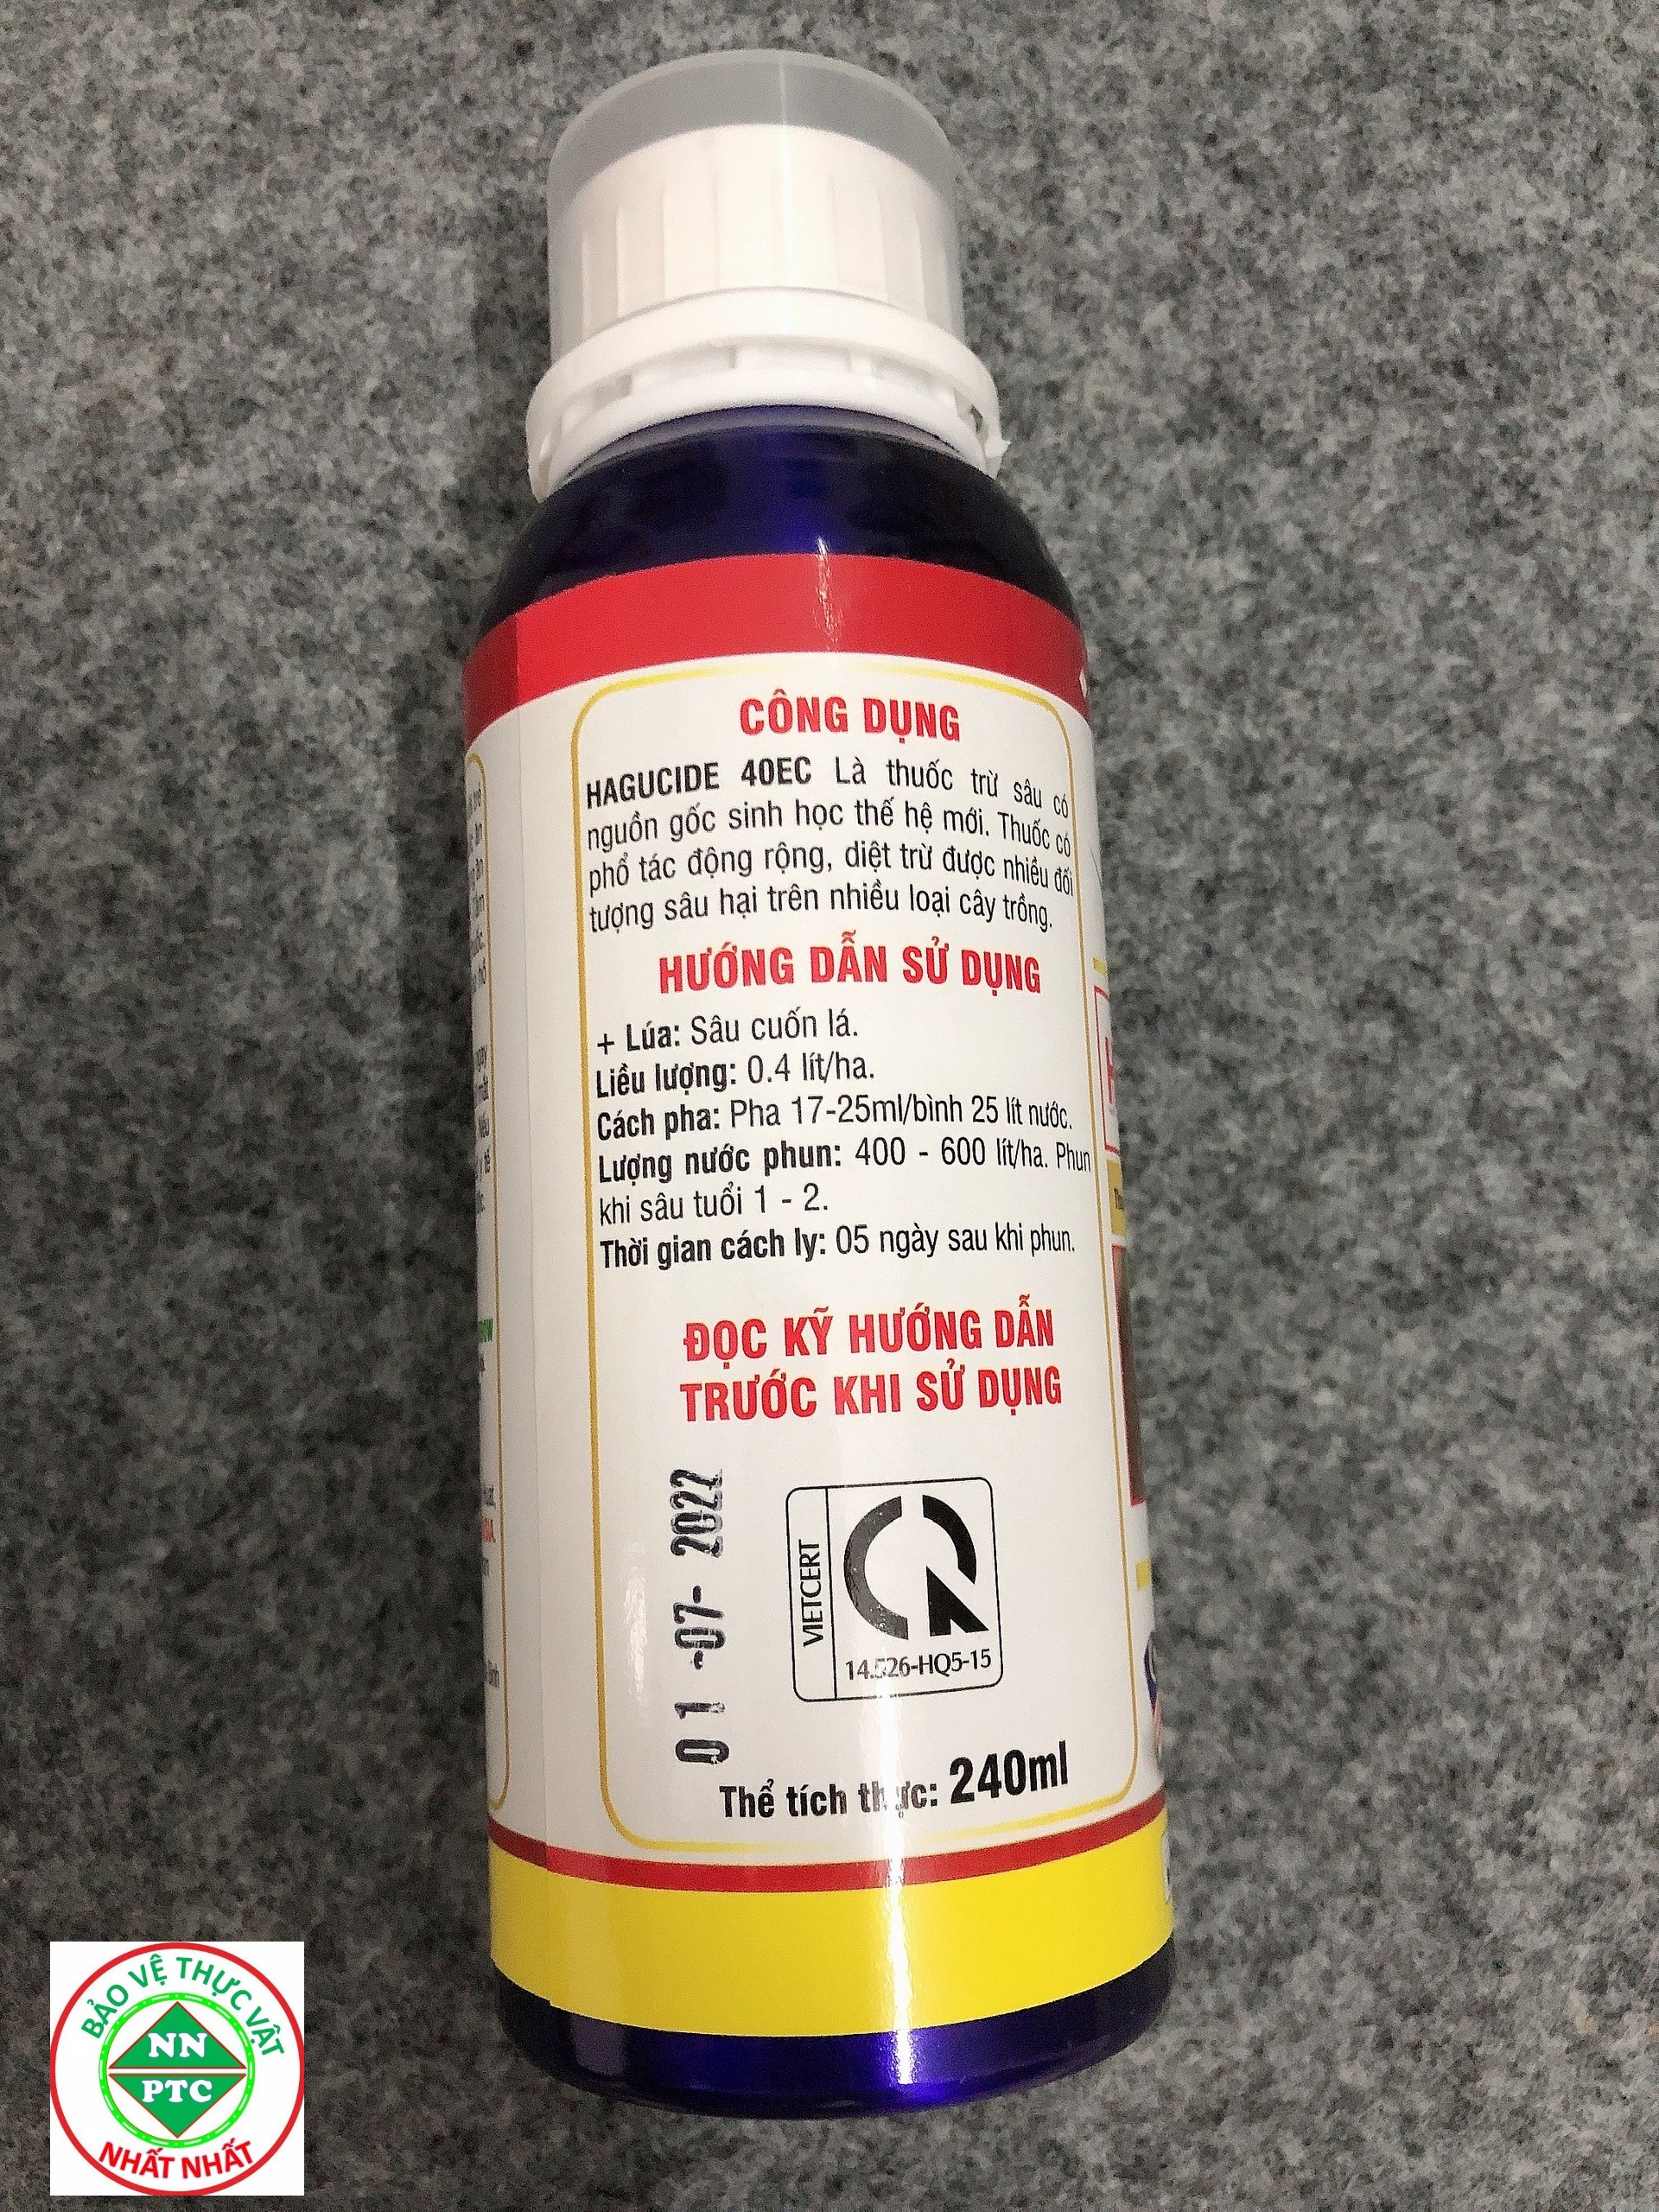 CÔNG DỤNG
HAGUCIDE 40EC Là thuốc trừ sâu có
nguồn gốc sinh học thế hệ mới. Thuốc có
phổ tác động rộng, diệt trừ được nhiều đối
tượng sâu hại trên nhiều loại cây trồng.
HƯỚNG DẪN SỬ DỤNG
+ Lúa: Sâu cuốn lá.
Liều lượng: 0.4 lít/ha.
Cách pha: Pha 17-25ml/bình 25 lít nước.
Lượng nước phun: 400 - 600 lít/ha. Phun
khi sâu tuổi 1 - 2.
Thời gian cách ly: 05 ngày sau khi phun.
ĐỌC KỸ HƯỚNG DẪN
TRƯỚC KHI SỬ DỤNG
01 -07- 2022
VIETCERT
14.526-HQ5-15
Thể tích thực: 240ml
BẢO VỆ THỰC VẬT
NN
PTC
NHẤT NHẤT